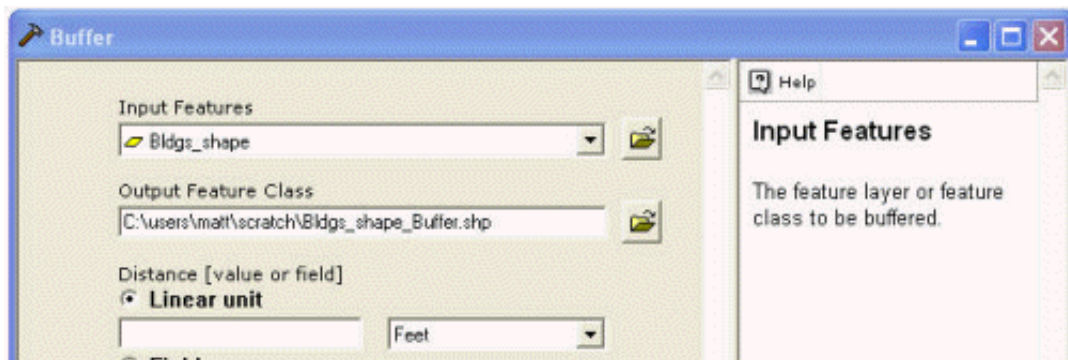 Buffer
Input Features
Bldgs_shape
Output Feature Class
C:\users\matt\scratch\Bldgs_shape_Buffer.shp
Distance [value or field]
Linear unit
Feet
Help
Input Features
The feature layer or feature
class to be buffered.